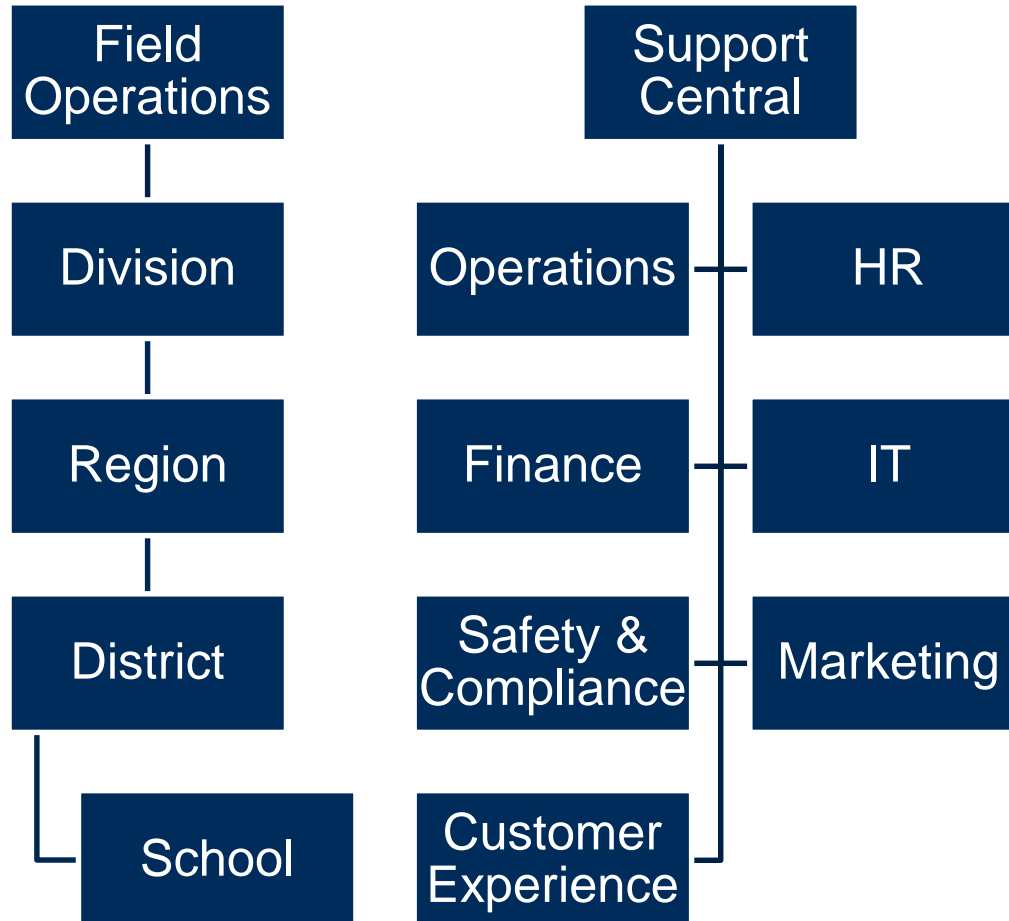 Field
Operations
Division
Region
District
School
Support
Central
Operations
HR
Finance
IT
Safety &
Compliance
Marketing
Customer
Experience